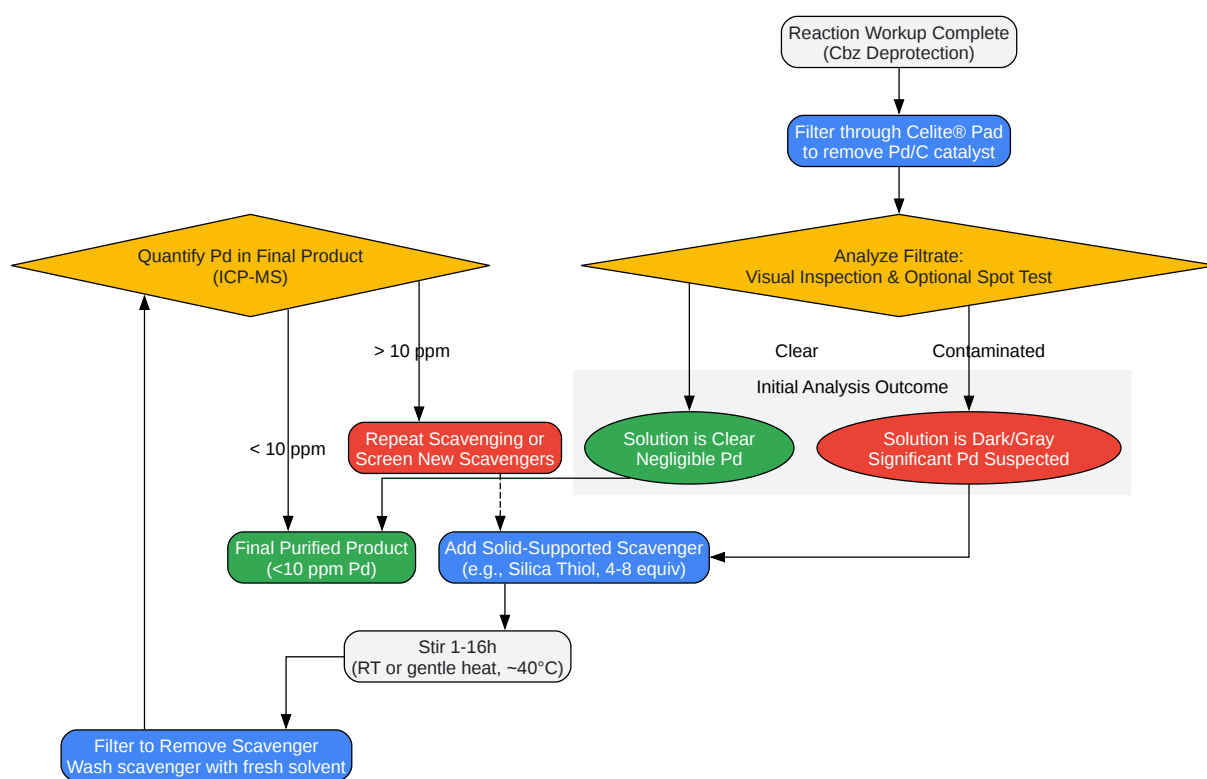 Reaction Workup Complete
(Cbz Deprotection)
Filter through Celite® Pad
to remove Pd/C catalyst
Quantify Pd in Final Product
(ICP-MS)
Analyze Filtrate:
Visual Inspection & Optional Spot Test
> 10 ppm
Clear
Contaminated
Initial Analysis Outcome
< 10 ppm
Repeat Scavenging or
Screen New Scavengers
Solution is Clear
Negligible Pd
Solution is Dark/Gray
Significant Pd Suspected
Final Purified Product
(<10 ppm Pd)
Add Solid-Supported Scavenger
(e.g., Silica Thiol, 4-8 equiv)
Stir 1-16h
(RT or gentle heat, ~40°C)
Filter to Remove Scavenger
Wash scavenger with fresh solvent